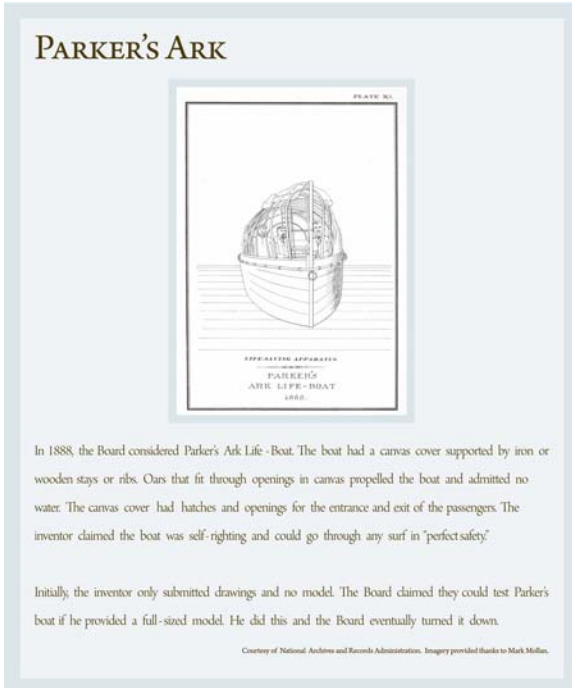 PARKER'S ARK
PLATE XI.
LIFE-SAVING APPARATUS
PARKER'S
ARK LIFE-BOAT
1888.
In 1888, the Board considered Parker's Ark Life -Boat. The boat had a canvas cover supported by iron or
wooden stays or ribs. Oars that fit through openings in canvas propelled the boat and admitted no
water. The canvas cover had hatches and openings for the entrance and exit of the passengers. The
inventor claimed the boat was self-righting and could go through any surf in "perfect safety."
Initially, the inventor only submitted drawings and no model. The Board claimed they could test Parker's
boat if he provided a full-sized model. He did this and the Board eventually turned it down.
Courtesy of National Archives and Records Administration. Imagery provided thanks to Mark Mollan.